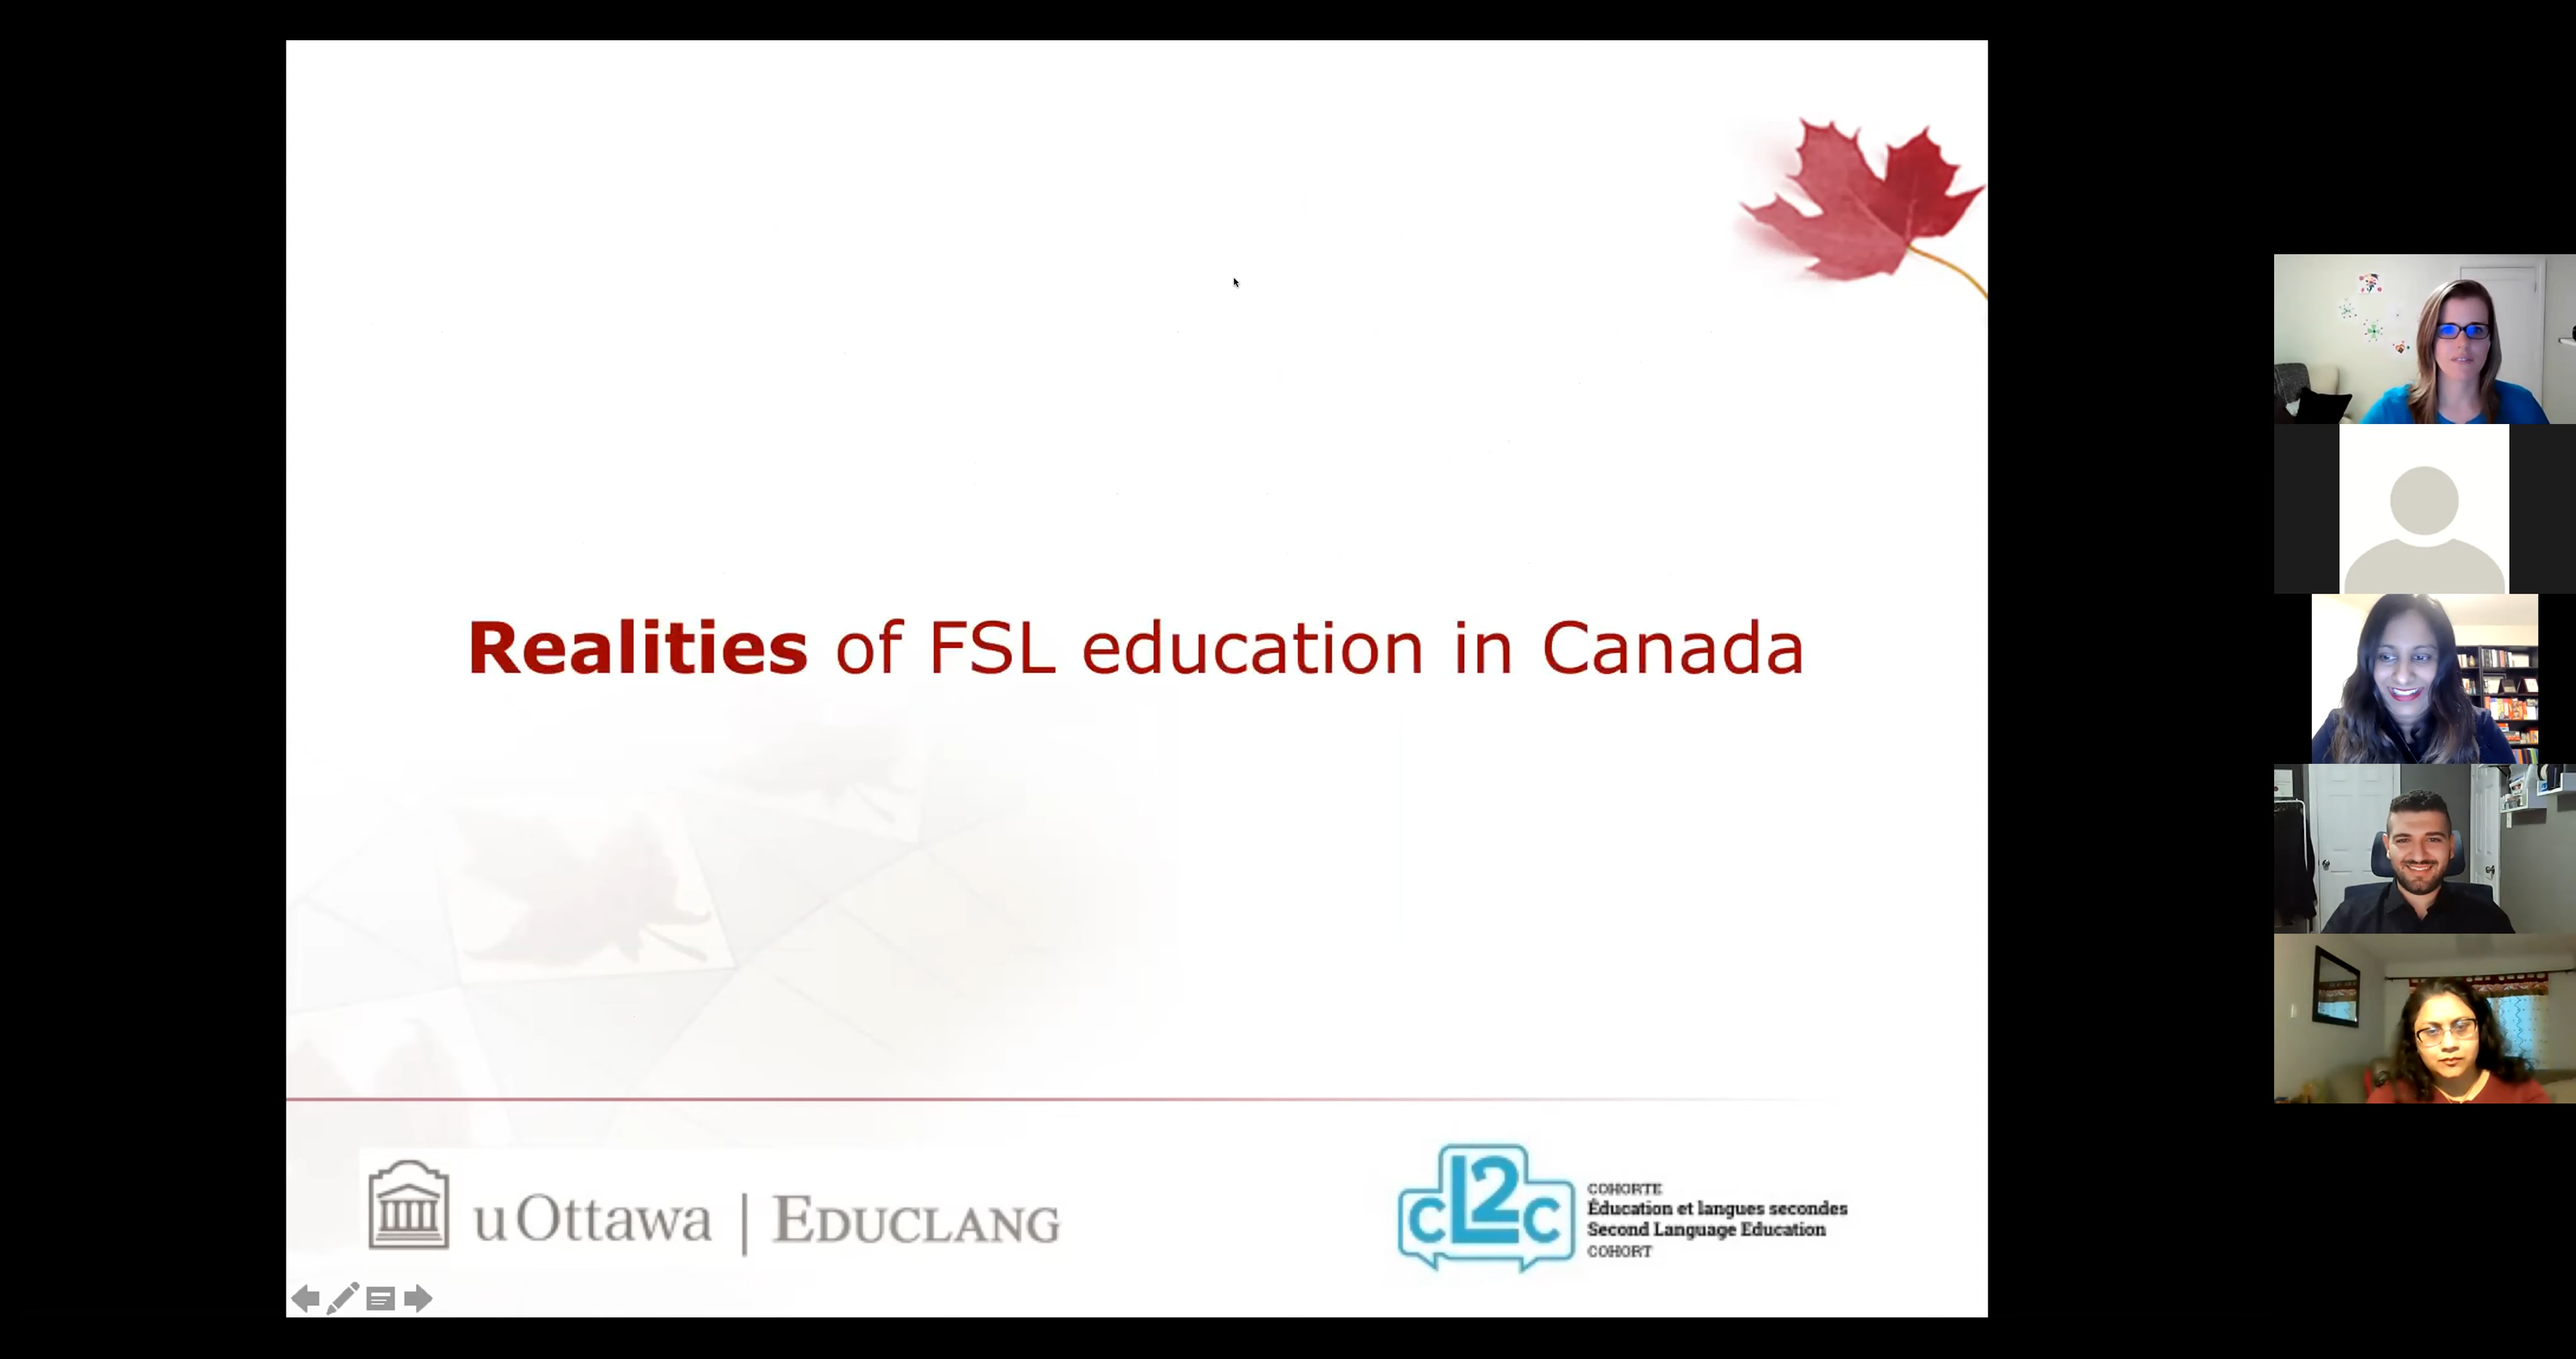 Realities of FSL education in Canada
uOttawa | EDUCLANG
cL2c
COHORTE
Éducation et langues secondes
Second Language Education
COHORT